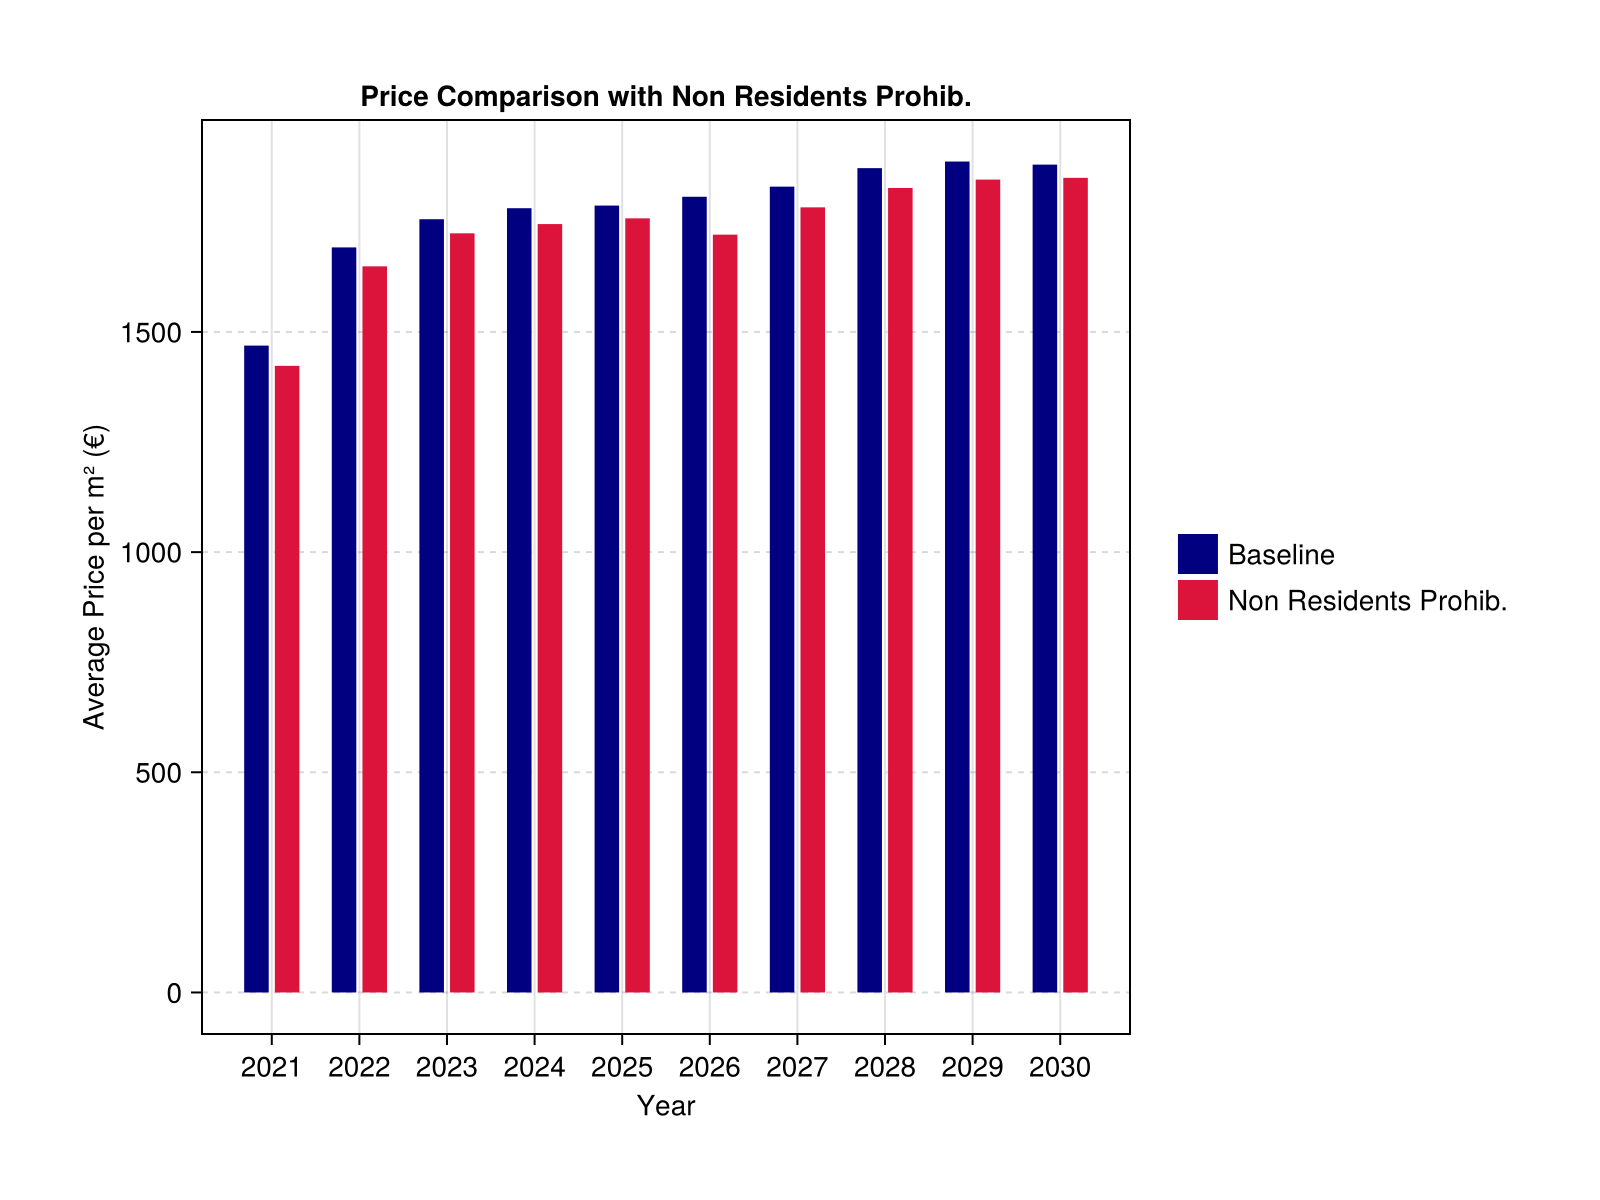 Price Comparison with Non Residents Prohib.
Average Price per m² (€)
1500
1000
500
0
2021 2022 2023 2024 2025 2026 2027 2028 2029 2030
Year
Baseline
Non Residents Prohib.